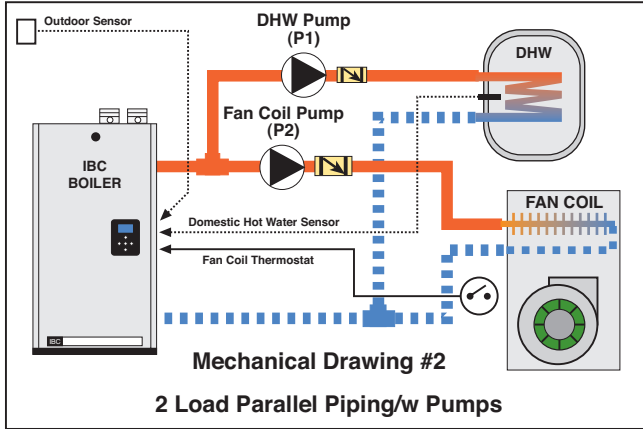 Outdoor Sensor
DHW Pump
(P1)
DHW
Fan Coil Pump
(P2)
IBC
BOILER
FAN COIL
Domestic Hot Water Sensor
Fan Coil Thermostat
IBC
Mechanical Drawing #2
2 Load Parallel Piping/w Pumps